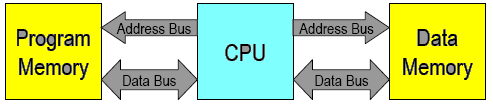 Program
Memory
Address Bus
Data Bus
CPU
Address Bus
Data Bus
Data
Memory